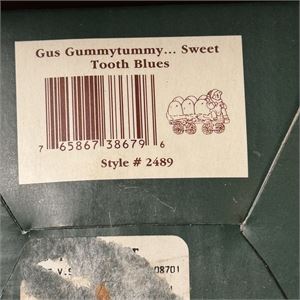 Gus Gummytummy... Sweet
Tooth Blues
7 65867 38679 6
Style # 2489
08701